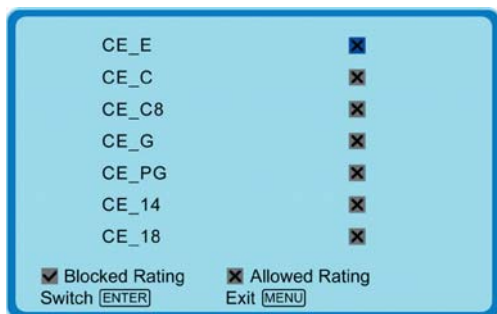 CE_E
CE_C
CE_C8
CE_G
CE_PG
CE_14
CE_18
Blocked Rating Allowed Rating
Switch ENTER Exit MENU